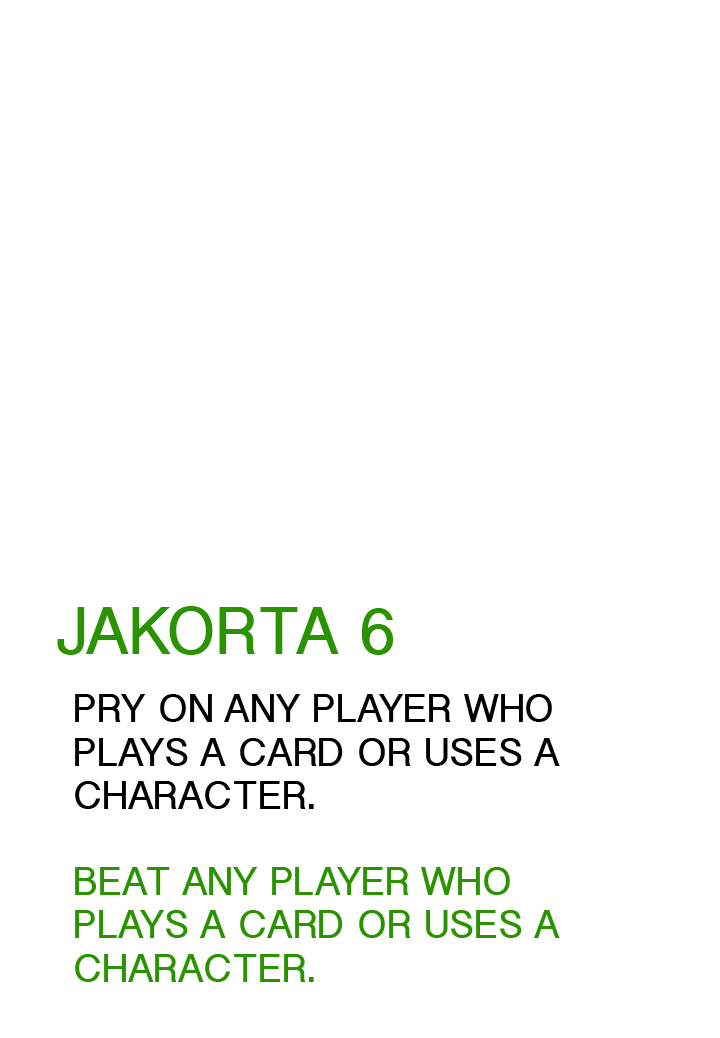 JAKORTA 6
PRY ON ANY PLAYER WHO
PLAYS A CARD OR USES A
CHARACTER.
BEAT ANY PLAYER WHO
PLAYS A CARD OR USES A
CHARACTER.